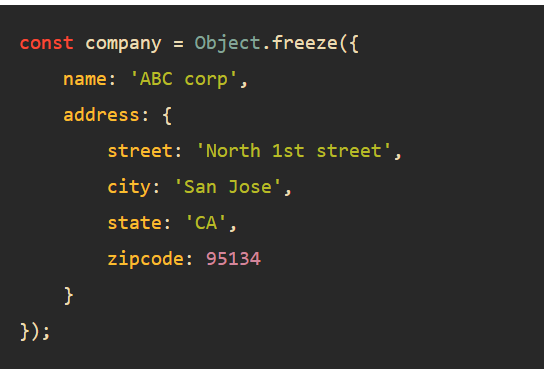 const company = Object.freeze({
    name: 'ABC corp',
    address: {
        street: 'North 1st street',
        city: 'San Jose',
        state: 'CA',
        zipcode: 95134
    }
});